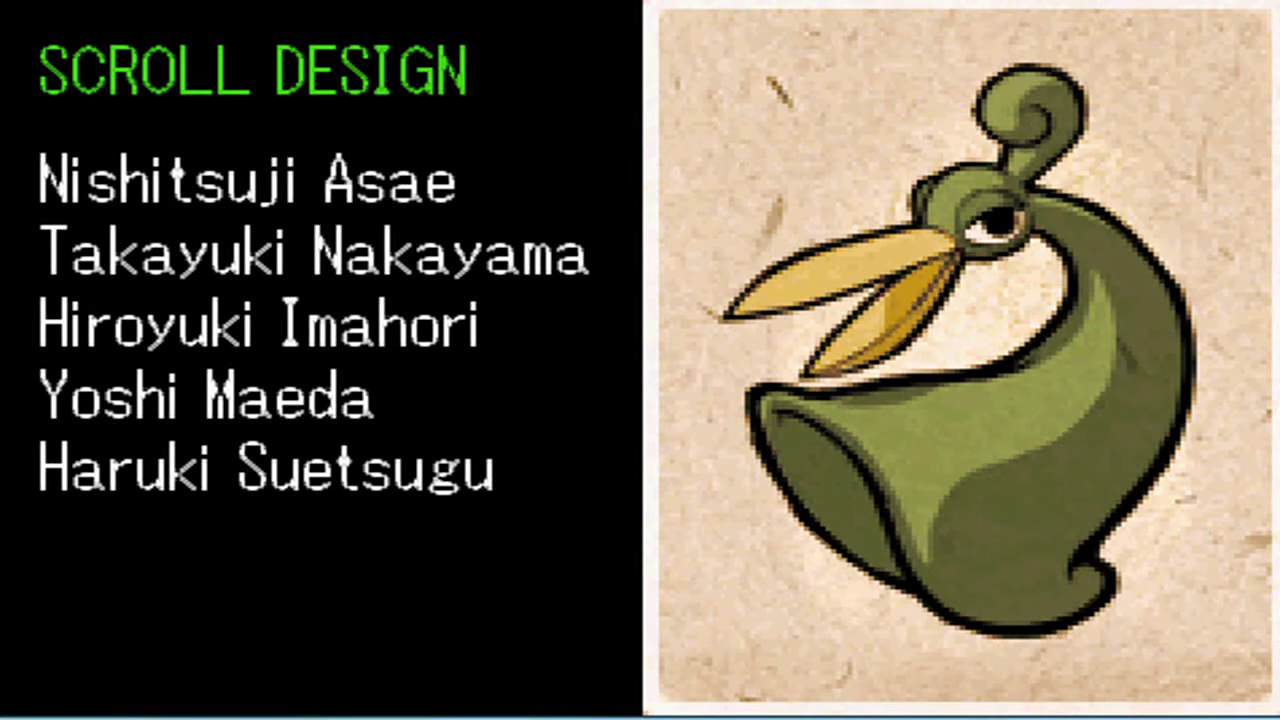 SCROLL DESIGN
Nishitsuji Asae
Takayuki Nakayama
Hiroyuki Imahori
Yoshi Maeda
Haruki Suetsugu